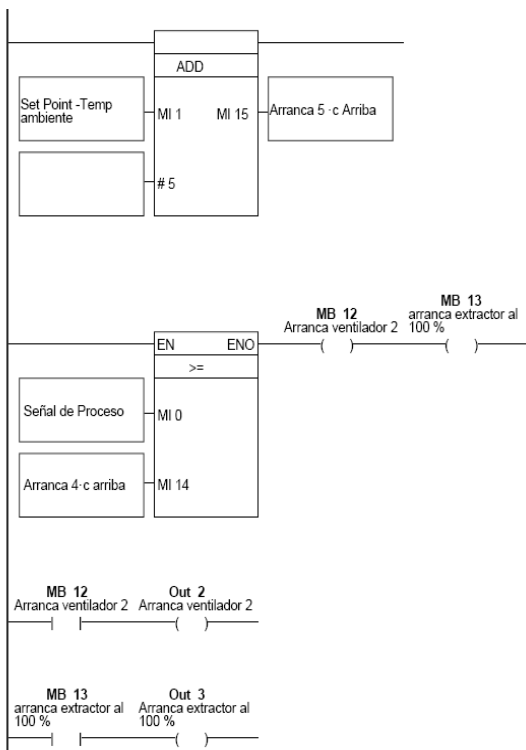 ADD
Set Point -Temp
ambiente
MI 1
MI 15
Arranca 5 ·c Arriba
# 5
MB 12
Arranca ventilador 2
MB 13
arranca extractor al
100 %
EN
ENO
>=
Señal de Proceso
MI 0
Arranca 4·c arriba
MI 14
MB 12
Arranca ventilador 2
Out 2
Arranca ventilador 2
MB 13
arranca extractor al
100 %
Out 3
Arranca extractor al
100 %